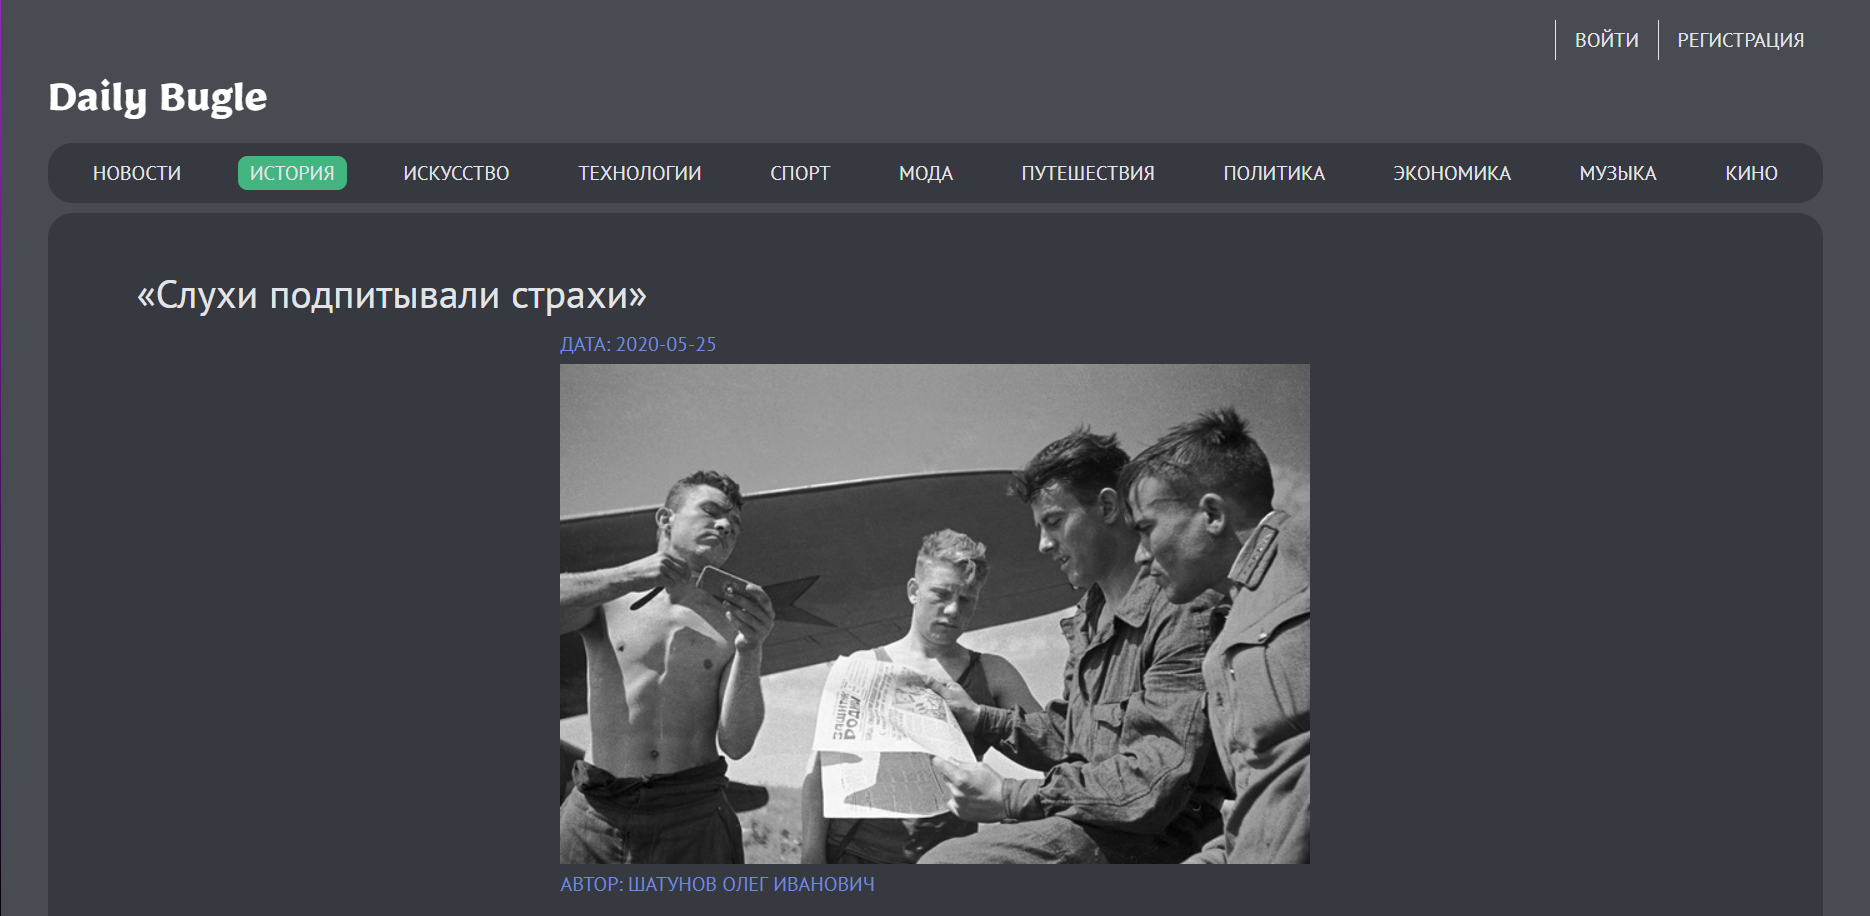 ВОЙТИ
РЕГИСТРАЦИЯ
Daily Bugle
НОВОСТИ ИСТОРИЯ ИСКУССТВО ТЕХНОЛОГИИ СПОРТ МОДА ПУТЕШЕСТВИЯ ПОЛИТИКА ЭКОНОМИКА МУЗЫКА КИНО
«Слухи подпитывали страхи»
ДАТА: 2020-05-25
АВТОР: ШАТУНОВ ОЛЕГ ИВАНОВИЧ